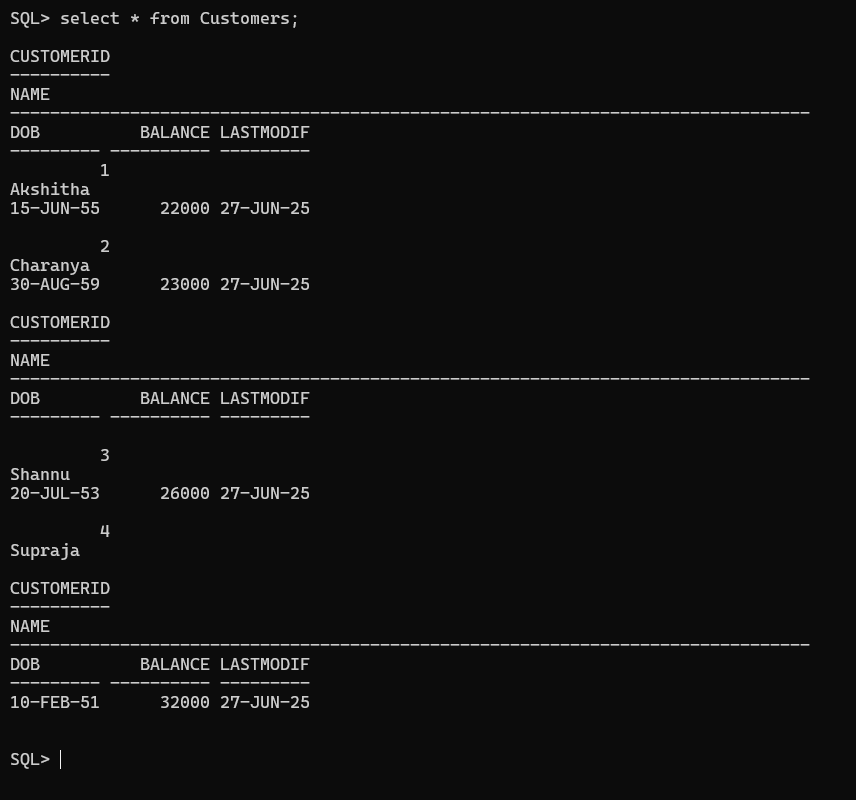 SQL> select * from Customers;

CUSTOMERID
----------
NAME
--------------------------------------------------------------------------------
DOB          BALANCE LASTMODIF
--------- ---------- ---------
         1
Akshitha
15-JUN-55      22000 27-JUN-25

         2
Charanya
30-AUG-59      23000 27-JUN-25

CUSTOMERID
----------
NAME
--------------------------------------------------------------------------------
DOB          BALANCE LASTMODIF
--------- ---------- ---------

         3
Shannu
20-JUL-53      26000 27-JUN-25

         4
Supraja

CUSTOMERID
----------
NAME
--------------------------------------------------------------------------------
DOB          BALANCE LASTMODIF
--------- ---------- ---------
10-FEB-51      32000 27-JUN-25


SQL>